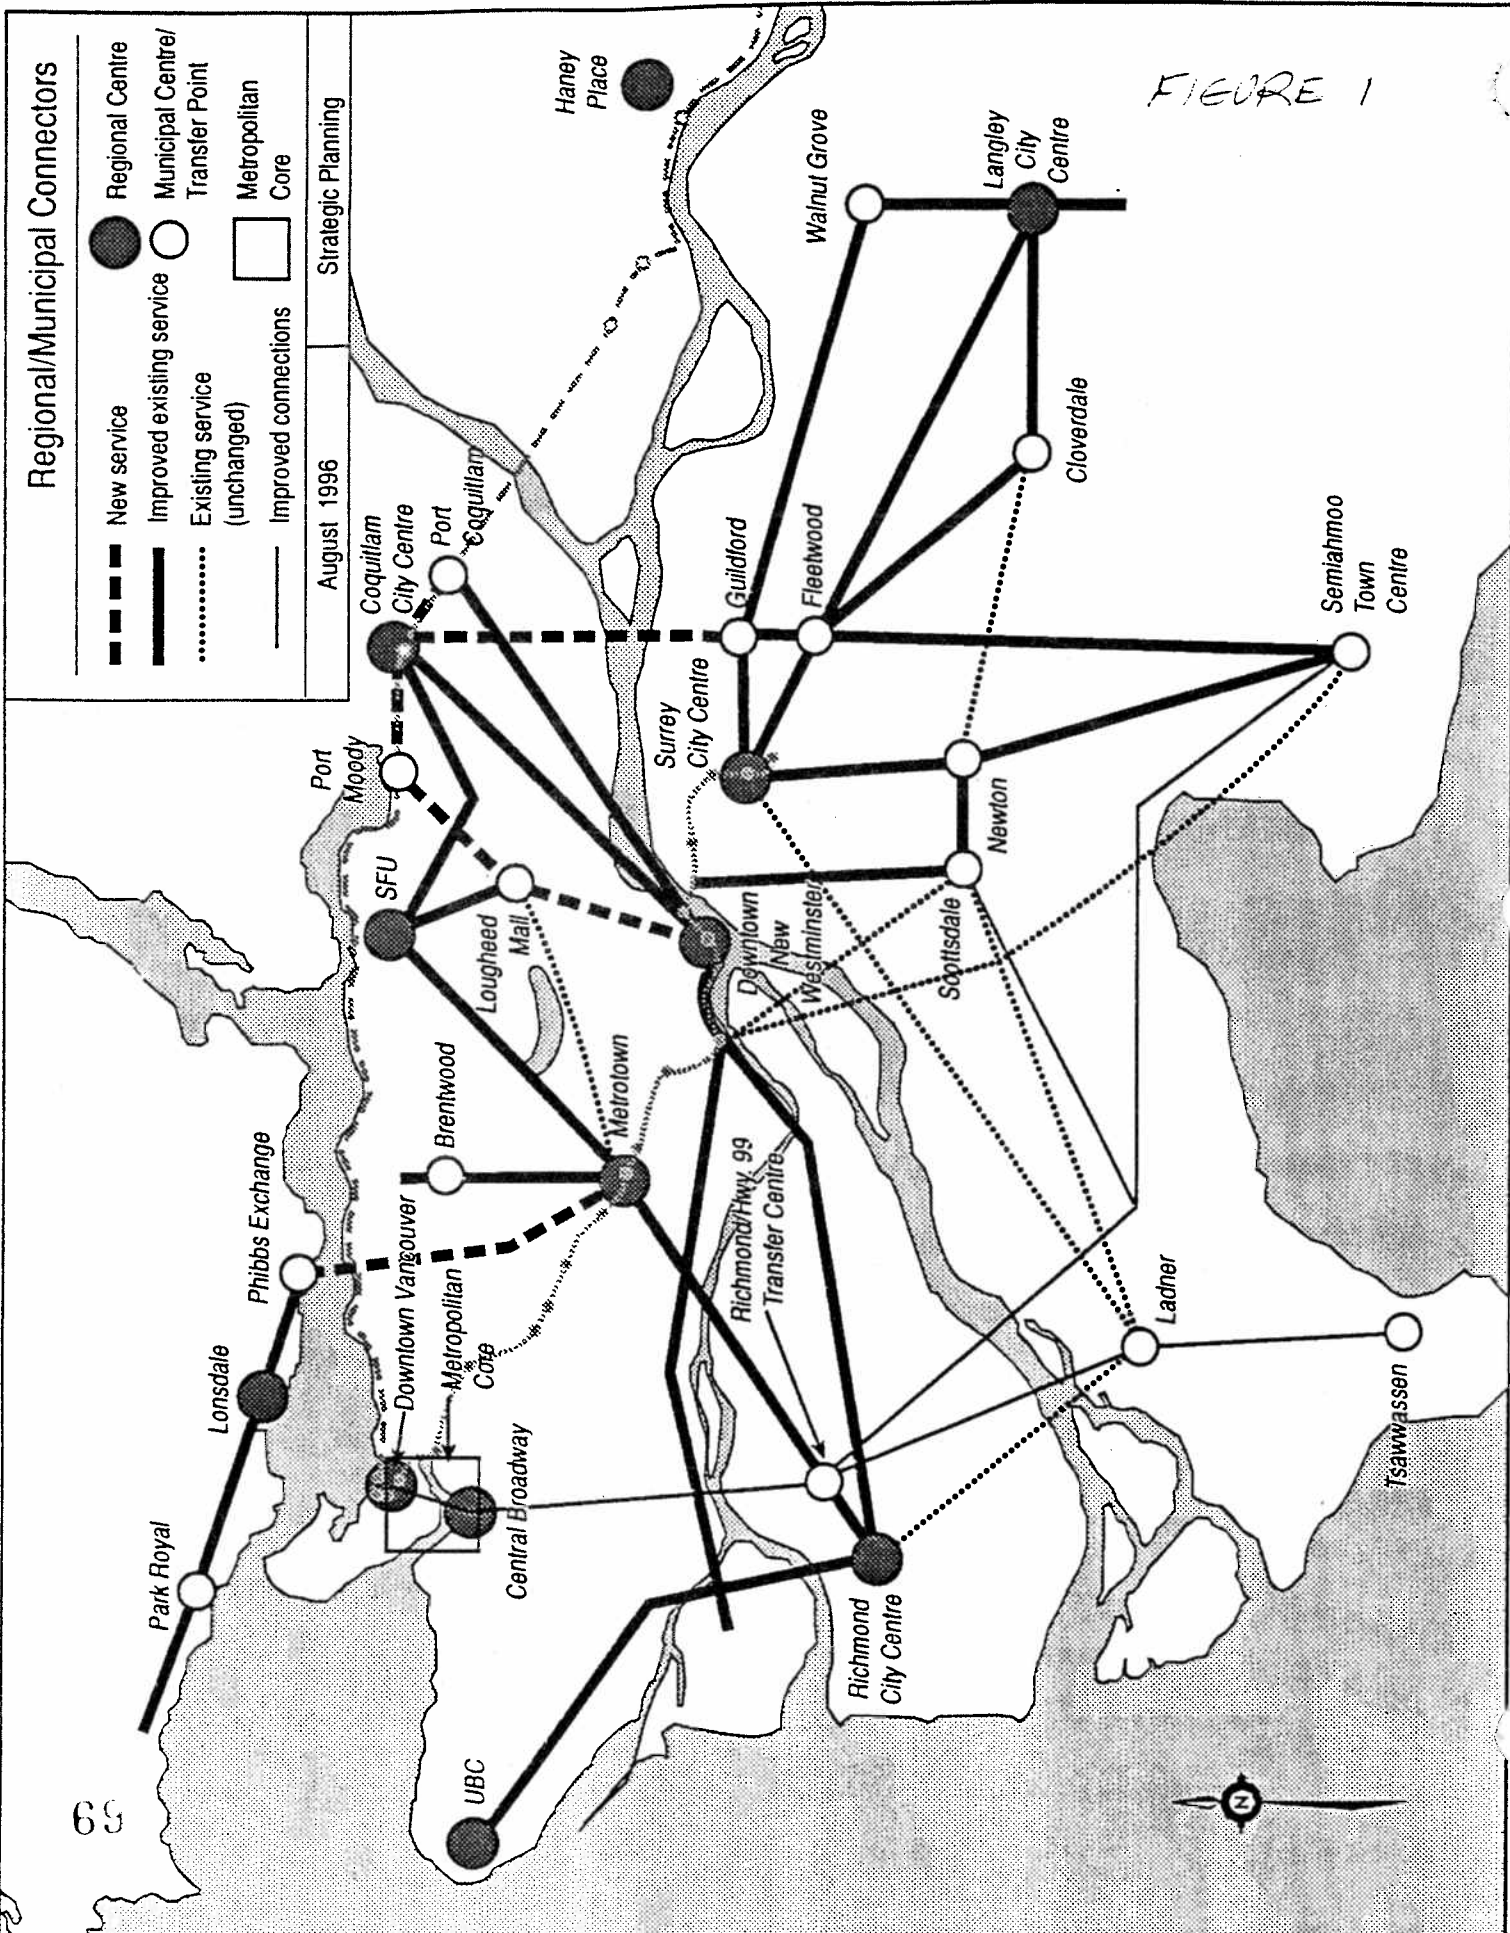 Regional/Municipal Connectors
New service
Improved existing service
Existing service
(unchanged)
Improved connections
Regional Centre
Municipal Centre/
Transfer Point
Metropolitan
Core
August 1996
Strategic Planning
FIGURE 1
69
Haney
Place
Walnut Grove
Langley
City
Centre
Cloverdale
Coquitlam
City Centre
Port
Coquitlam
Guildford
Fleetwood
Semiahmoo
Town
Centre
Port
Moody
Surrey
City Centre
SFU
Lougheed
Mall
Newton
Downtown
New
Westminster
Scottsdale
Brentwood
Metrotown
Phibbs Exchange
Downtown Vancouver
Metropolitan
Core
Richmond/Hwy. 99
Transfer Centre
Lonsdale
Ladner
Central Broadway
Tsawwassen
Park Royal
Richmond
City Centre
UBC
N